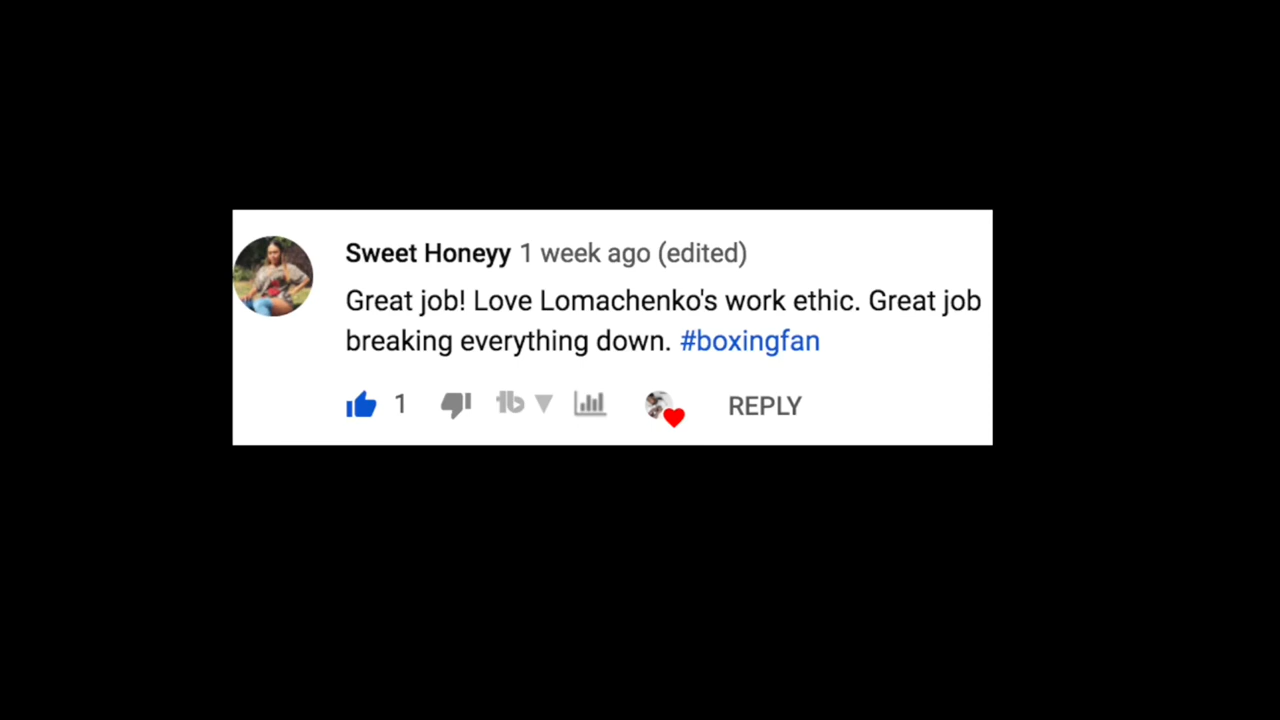 Sweet Honeyy 1 week ago (edited)
Great job! Love Lomachenko's work ethic. Great job
breaking everything down. #boxingfan
1 tb REPLY